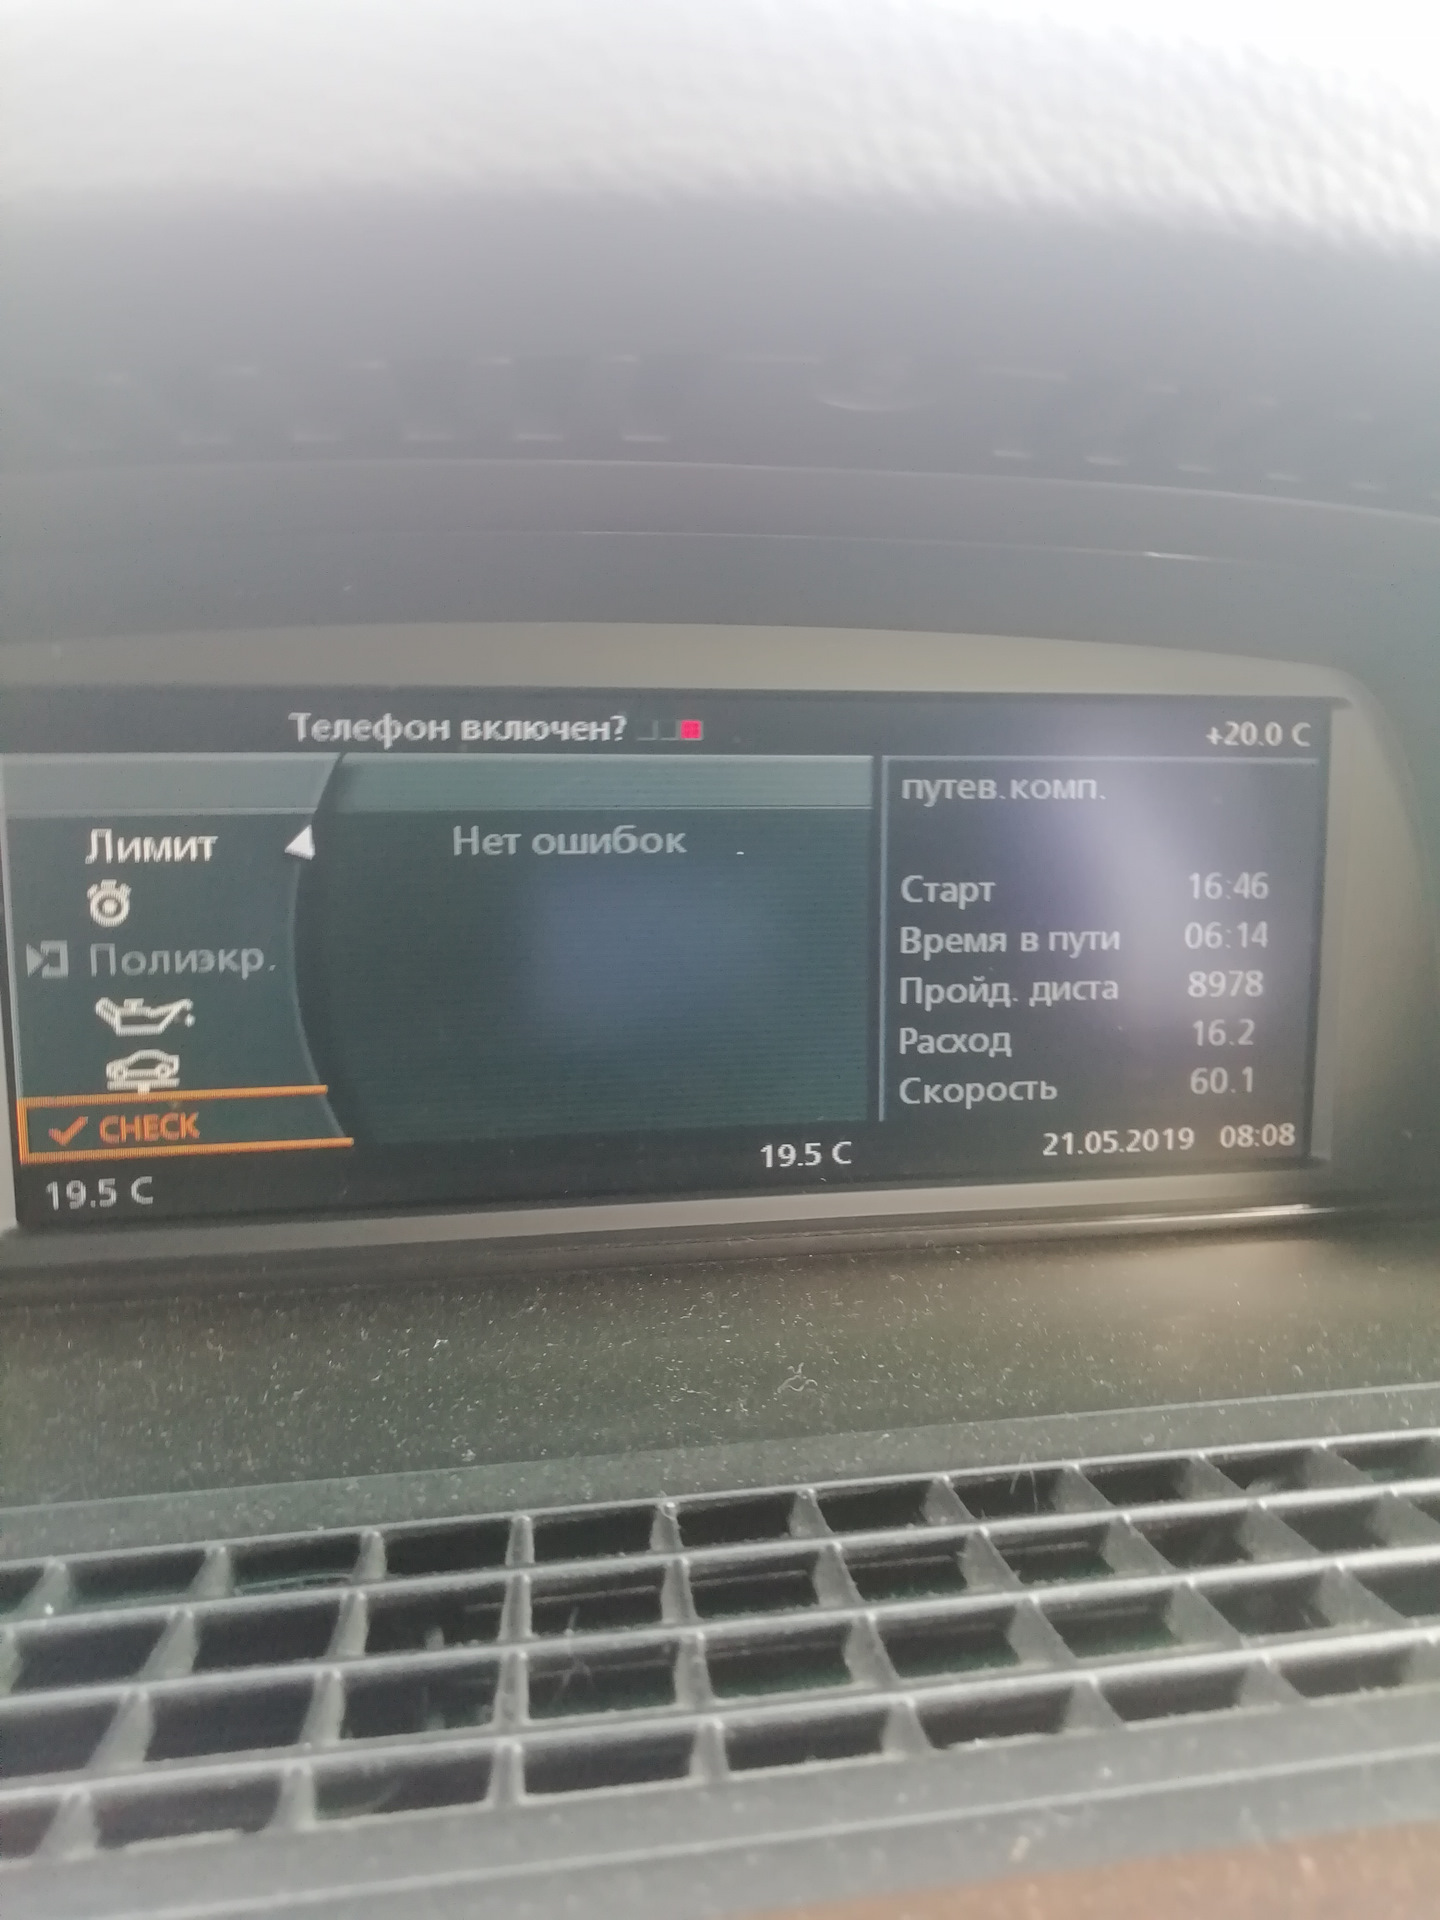 Телефон включен?
+20.0 C
Лимит
Полиэкр.
✓ CHECK
19.5 C
Нет ошибок
19.5 C
путев.комп.
Старт 16:46
Время в пути 06:14
Пройд. диста 8978
Расход 16.2
Скорость 60.1
21.05.2019 08:08